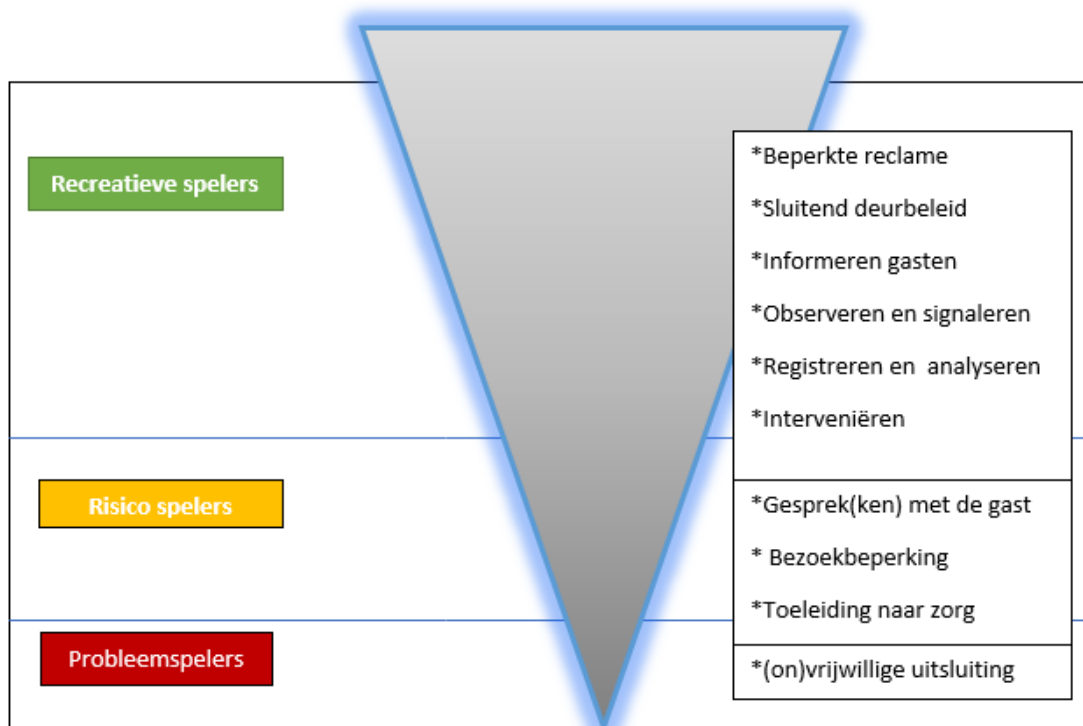 Recreatieve spelers
*Beperkte reclame
*Sluitend deurbeleid
*Informeren gasten
*Observeren en signaleren
*Registreren en  analyseren
*Interveniëren
Risico spelers
*Gesprek(ken) met de gast
* Bezoekbeperking
*Toeleiding naar zorg
Probleemspelers
*(on)vrijwillige uitsluiting